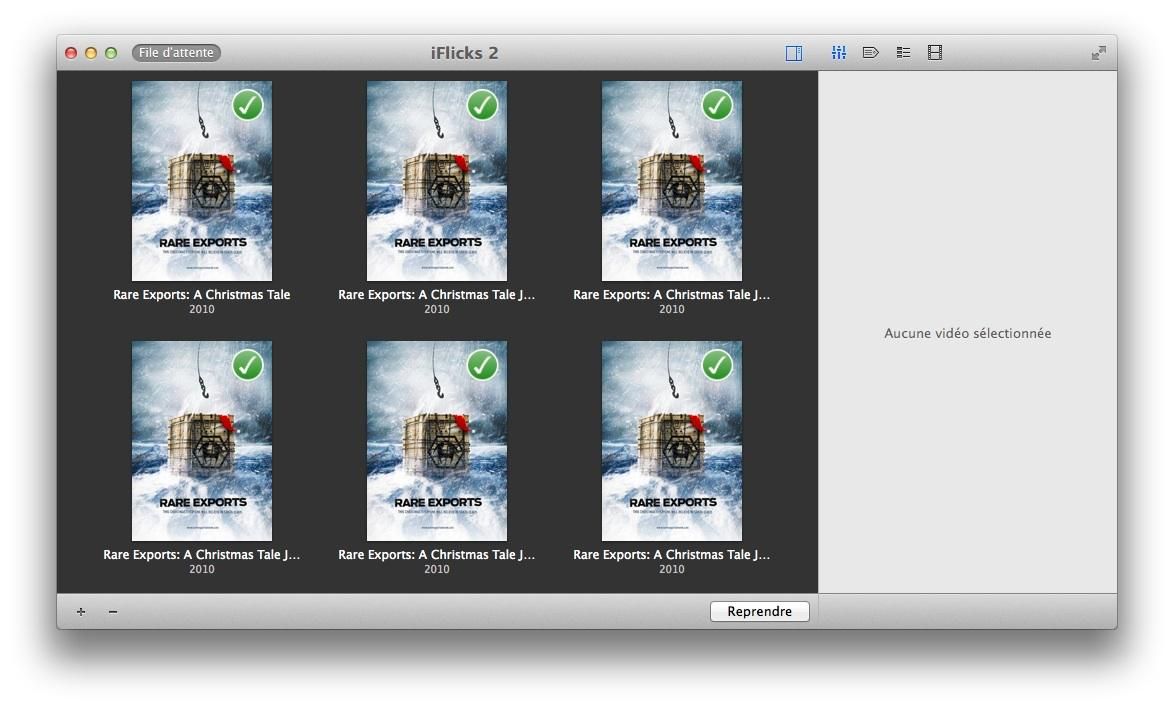 File d'attente
iFlicks 2
RARE EXPORTS
RARE EXPORTS
RARE EXPORTS
Rare Exports: A Christmas Tale
Rare Exports: A Christmas Tale J...
Rare Exports: A Christmas Tale J...
2010
2010
2010
Aucune vidéo sélectionnée
RARE EXPORTS
RARE EXPORTS
RARE EXPORTS
Rare Exports: A Christmas Tale J...
Rare Exports: A Christmas Tale J...
Rare Exports: A Christmas Tale J...
2010
2010
2010
Reprendre